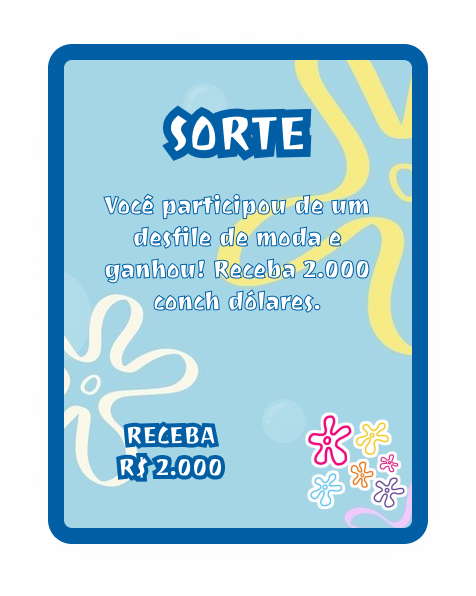 SORTE
Você participou de um
desfile de moda e
ganhou! Receba 2.000
conch dólares.
RECEBA
R$ 2.000